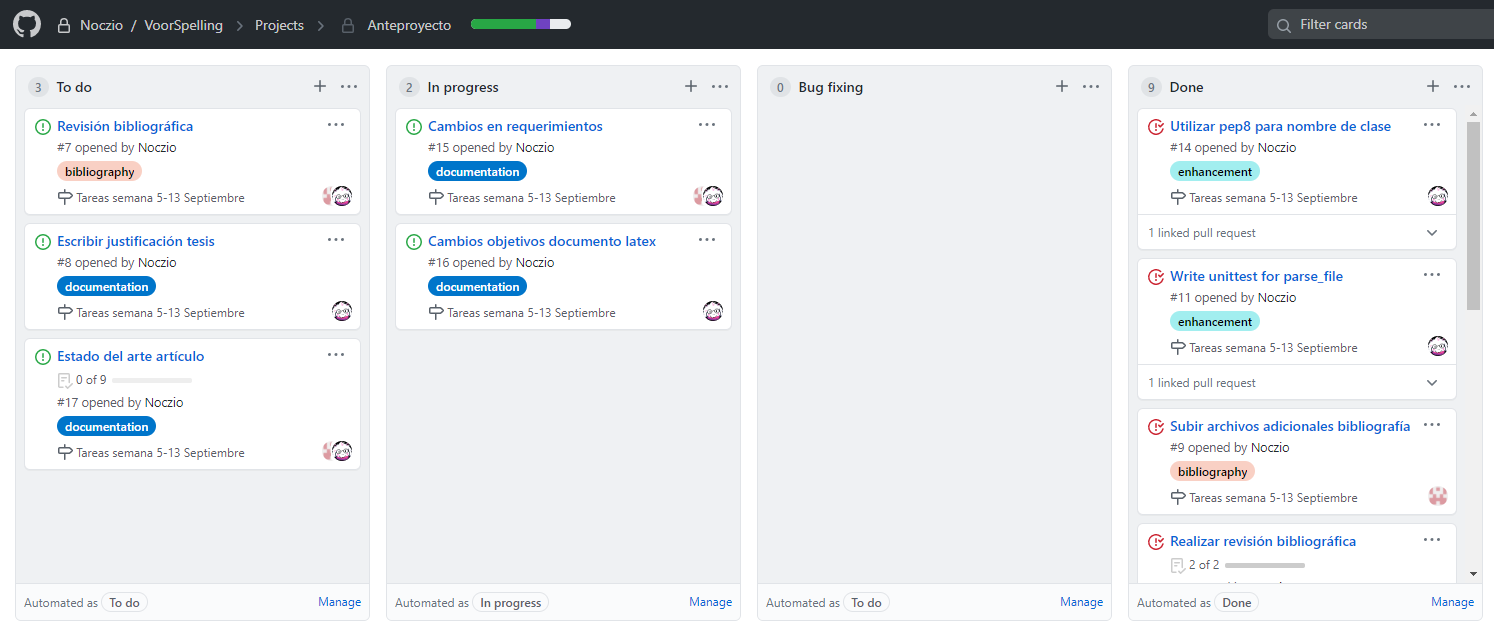 Noczio / VoorSpelling > Projects > Anteproyecto
Filter cards
3 To do
Revisión bibliográfica
#7 opened by Noczio
bibliography
Tareas semana 5-13 Septiembre
Escribir justificación tesis
#8 opened by Noczio
documentation
Tareas semana 5-13 Septiembre
Estado del arte artículo
0 of 9
#17 opened by Noczio
documentation
Tareas semana 5-13 Septiembre
Automated as To do
Manage
2 In progress
Cambios en requerimientos
#15 opened by Noczio
documentation
Tareas semana 5-13 Septiembre
Cambios objetivos documento latex
#16 opened by Noczio
documentation
Tareas semana 5-13 Septiembre
Automated as In progress
Manage
0 Bug fixing
Automated as To do
Manage
9 Done
Utilizar pep8 para nombre de clase
#14 opened by Noczio
enhancement
Tareas semana 5-13 Septiembre
1 linked pull request
Write unittest for parse_file
#11 opened by Noczio
enhancement
Tareas semana 5-13 Septiembre
1 linked pull request
Subir archivos adicionales bibliografía
#9 opened by Noczio
bibliography
Tareas semana 5-13 Septiembre
Realizar revisión bibliográfica
2 of 2
Automated as Done
Manage